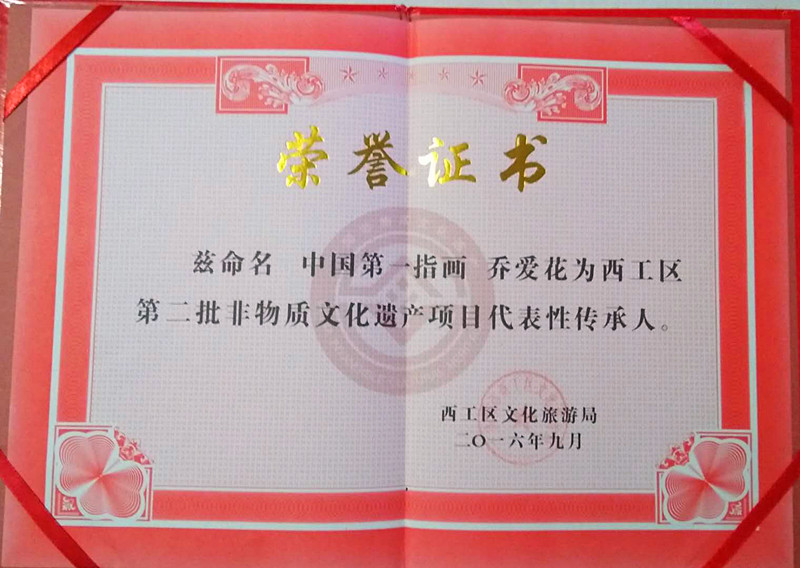 荣誉证书
兹命名 中国第一指画 乔爱花为西工区
第二批非物质文化遗产项目代表性传承人。
西工区文化旅游局
二〇一六年九月